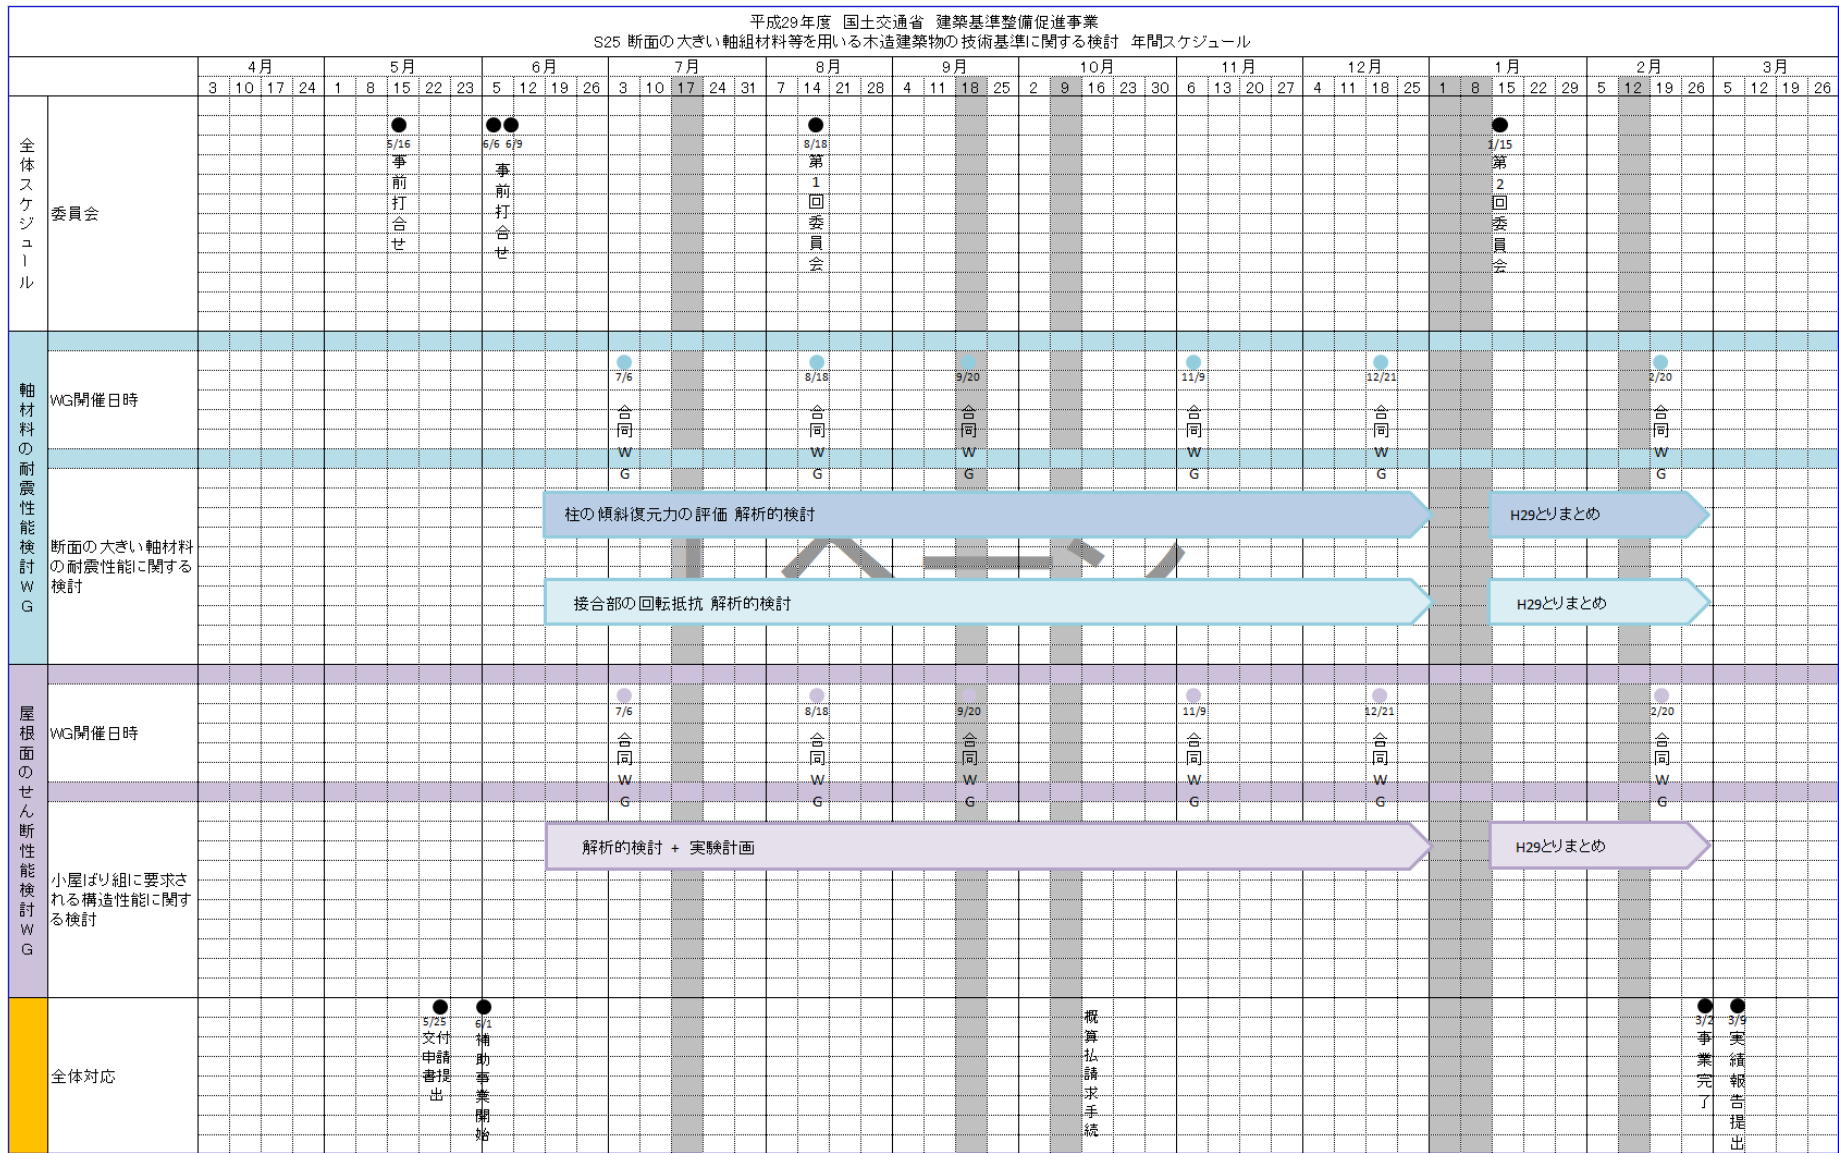 平成29年度 国土交通省 建築基準整備促進事業
S25 断面の大きい軸組材料等を用いる木造建築物の技術基準に関する検討 年間スケジュール
4月 5月 6月 7月 8月 9月 10月 11月 12月 1月 2月 3月
3 10 17 24 1 8 15 22 23 5 12 19 26 3 10 17 24 31 7 14 21 28 4 11 18 25 2 9 16 23 30 6 13 20 27 4 11 18 25 1 8 15 22 29 5 12 19 26 5 12 19 26
全体スケジュール
委員会
5/16
事前打合せ
6/6 6/9
事前打合せ
8/18
第1回委員会
1/15
第2回委員会
軸材料の耐震性能検討WG
WG開催日時
7/6
合同WG
8/18
合同WG
9/20
合同WG
11/9
合同WG
12/21
合同WG
2/20
合同WG
断面の大きい軸材料
の耐震性能に関する
検討
柱の傾斜復元力の評価 解析的検討
H29とりまとめ
ページ
接合部の回転抵抗 解析的検討
H29とりまとめ
屋根面のせん断性能検討WG
WG開催日時
7/6
合同WG
8/18
合同WG
9/20
合同WG
11/9
合同WG
12/21
合同WG
2/20
合同WG
小屋ばり組に要求さ
れる構造性能に関す
る検討
解析的検討 + 実験計画
H29とりまとめ
全体対応
5/25
交付
申請
書提
出
6/1
補助事業開始
概算払請求手続
3/2
事業完了
3/9
実績報告提出